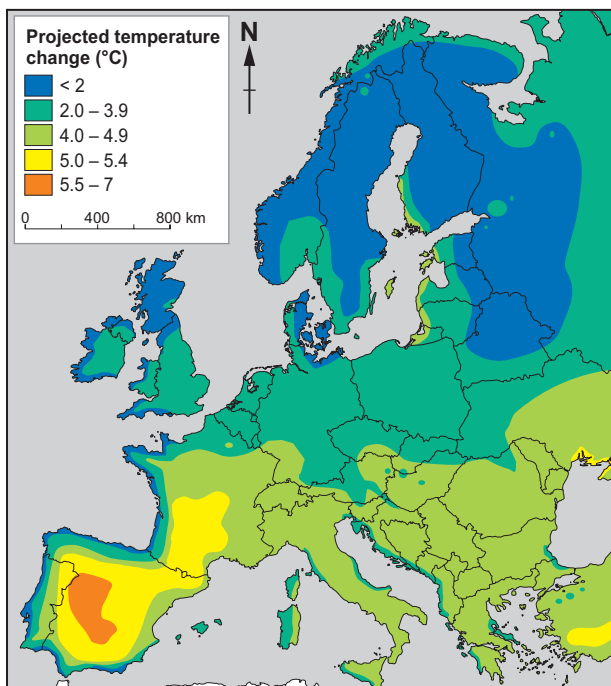 Projected temperature
change (°C)
< 2
2.0 – 3.9
4.0 – 4.9
5.0 – 5.4
5.5 – 7
0 400 800 km
N